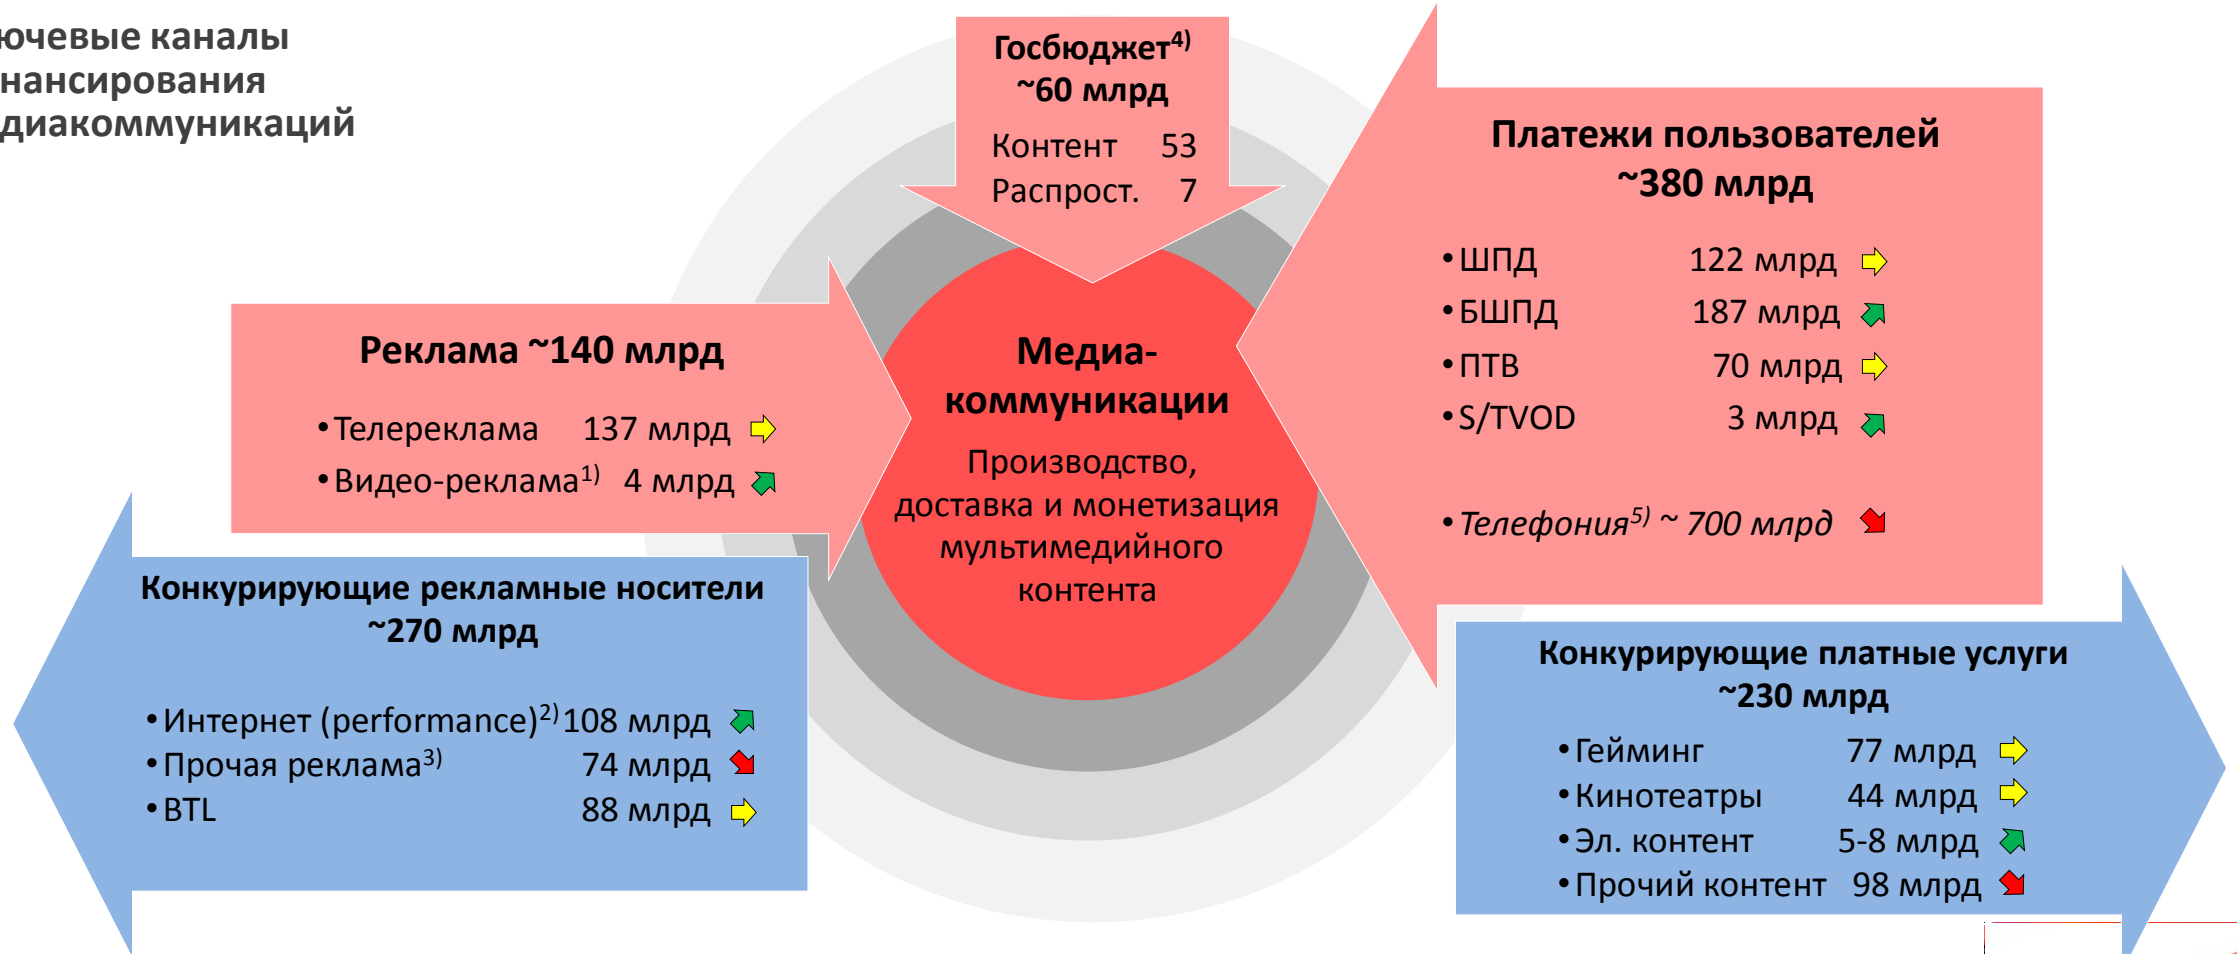 ючевые каналы
нансирования
диакоммуникаций
Госбюджет4)
~60 млрд
Контент 53
Распрост. 7
Платежи пользователей
~380 млрд
•ШПД 122 млрд
•БШПД 187 млрд
•ПТВ 70 млрд
•S/TVOD 3 млрд
•Телефония5) ~ 700 млрд
Реклама ~140 млрд
•Телереклама 137 млрд
•Видео-реклама1) 4 млрд
Медиа-
коммуникации
Производство,
доставка и монетизация
мультимедийного
контента
Конкурирующие рекламные носители
~270 млрд
•Интернет (performance)2) 108 млрд
•Прочая реклама3) 74 млрд
•BTL 88 млрд
Конкурирующие платные услуги
~230 млрд
•Гейминг 77 млрд
•Кинотеатры 44 млрд
•Эл. контент 5-8 млрд
•Прочий контент 98 млрд